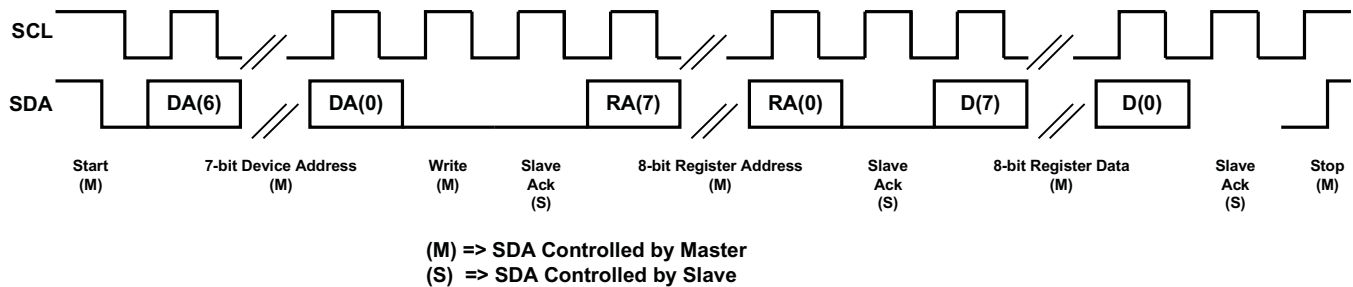 SCL
SDA
DA(6) DA(0) RA(7) RA(0) D(7) D(0)
Start
(M)
7-bit Device Address
(M)
Write
(M)
Slave
Ack
(S)
8-bit Register Address
(M)
Slave
Ack
(S)
8-bit Register Data
(M)
Slave
Ack
(S)
Stop
(M)
(M) => SDA Controlled by Master
(S) => SDA Controlled by Slave